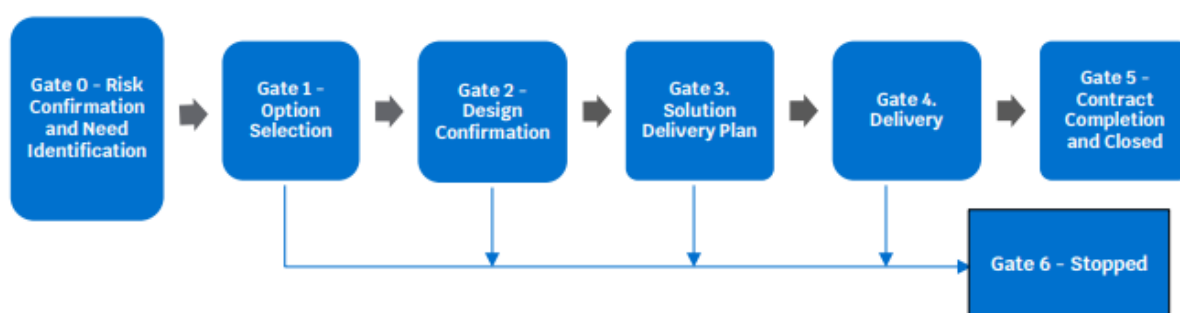 Gate 0 - Risk
Confirmation
and Need
Identification
Gate 1 -
Option
Selection
Gate 2 -
Design
Confirmation
Gate 3.
Solution
Delivery Plan
Gate 4.
Delivery
Gate 5 -
Contract
Completion
and Closed
Gate 6 - Stopped